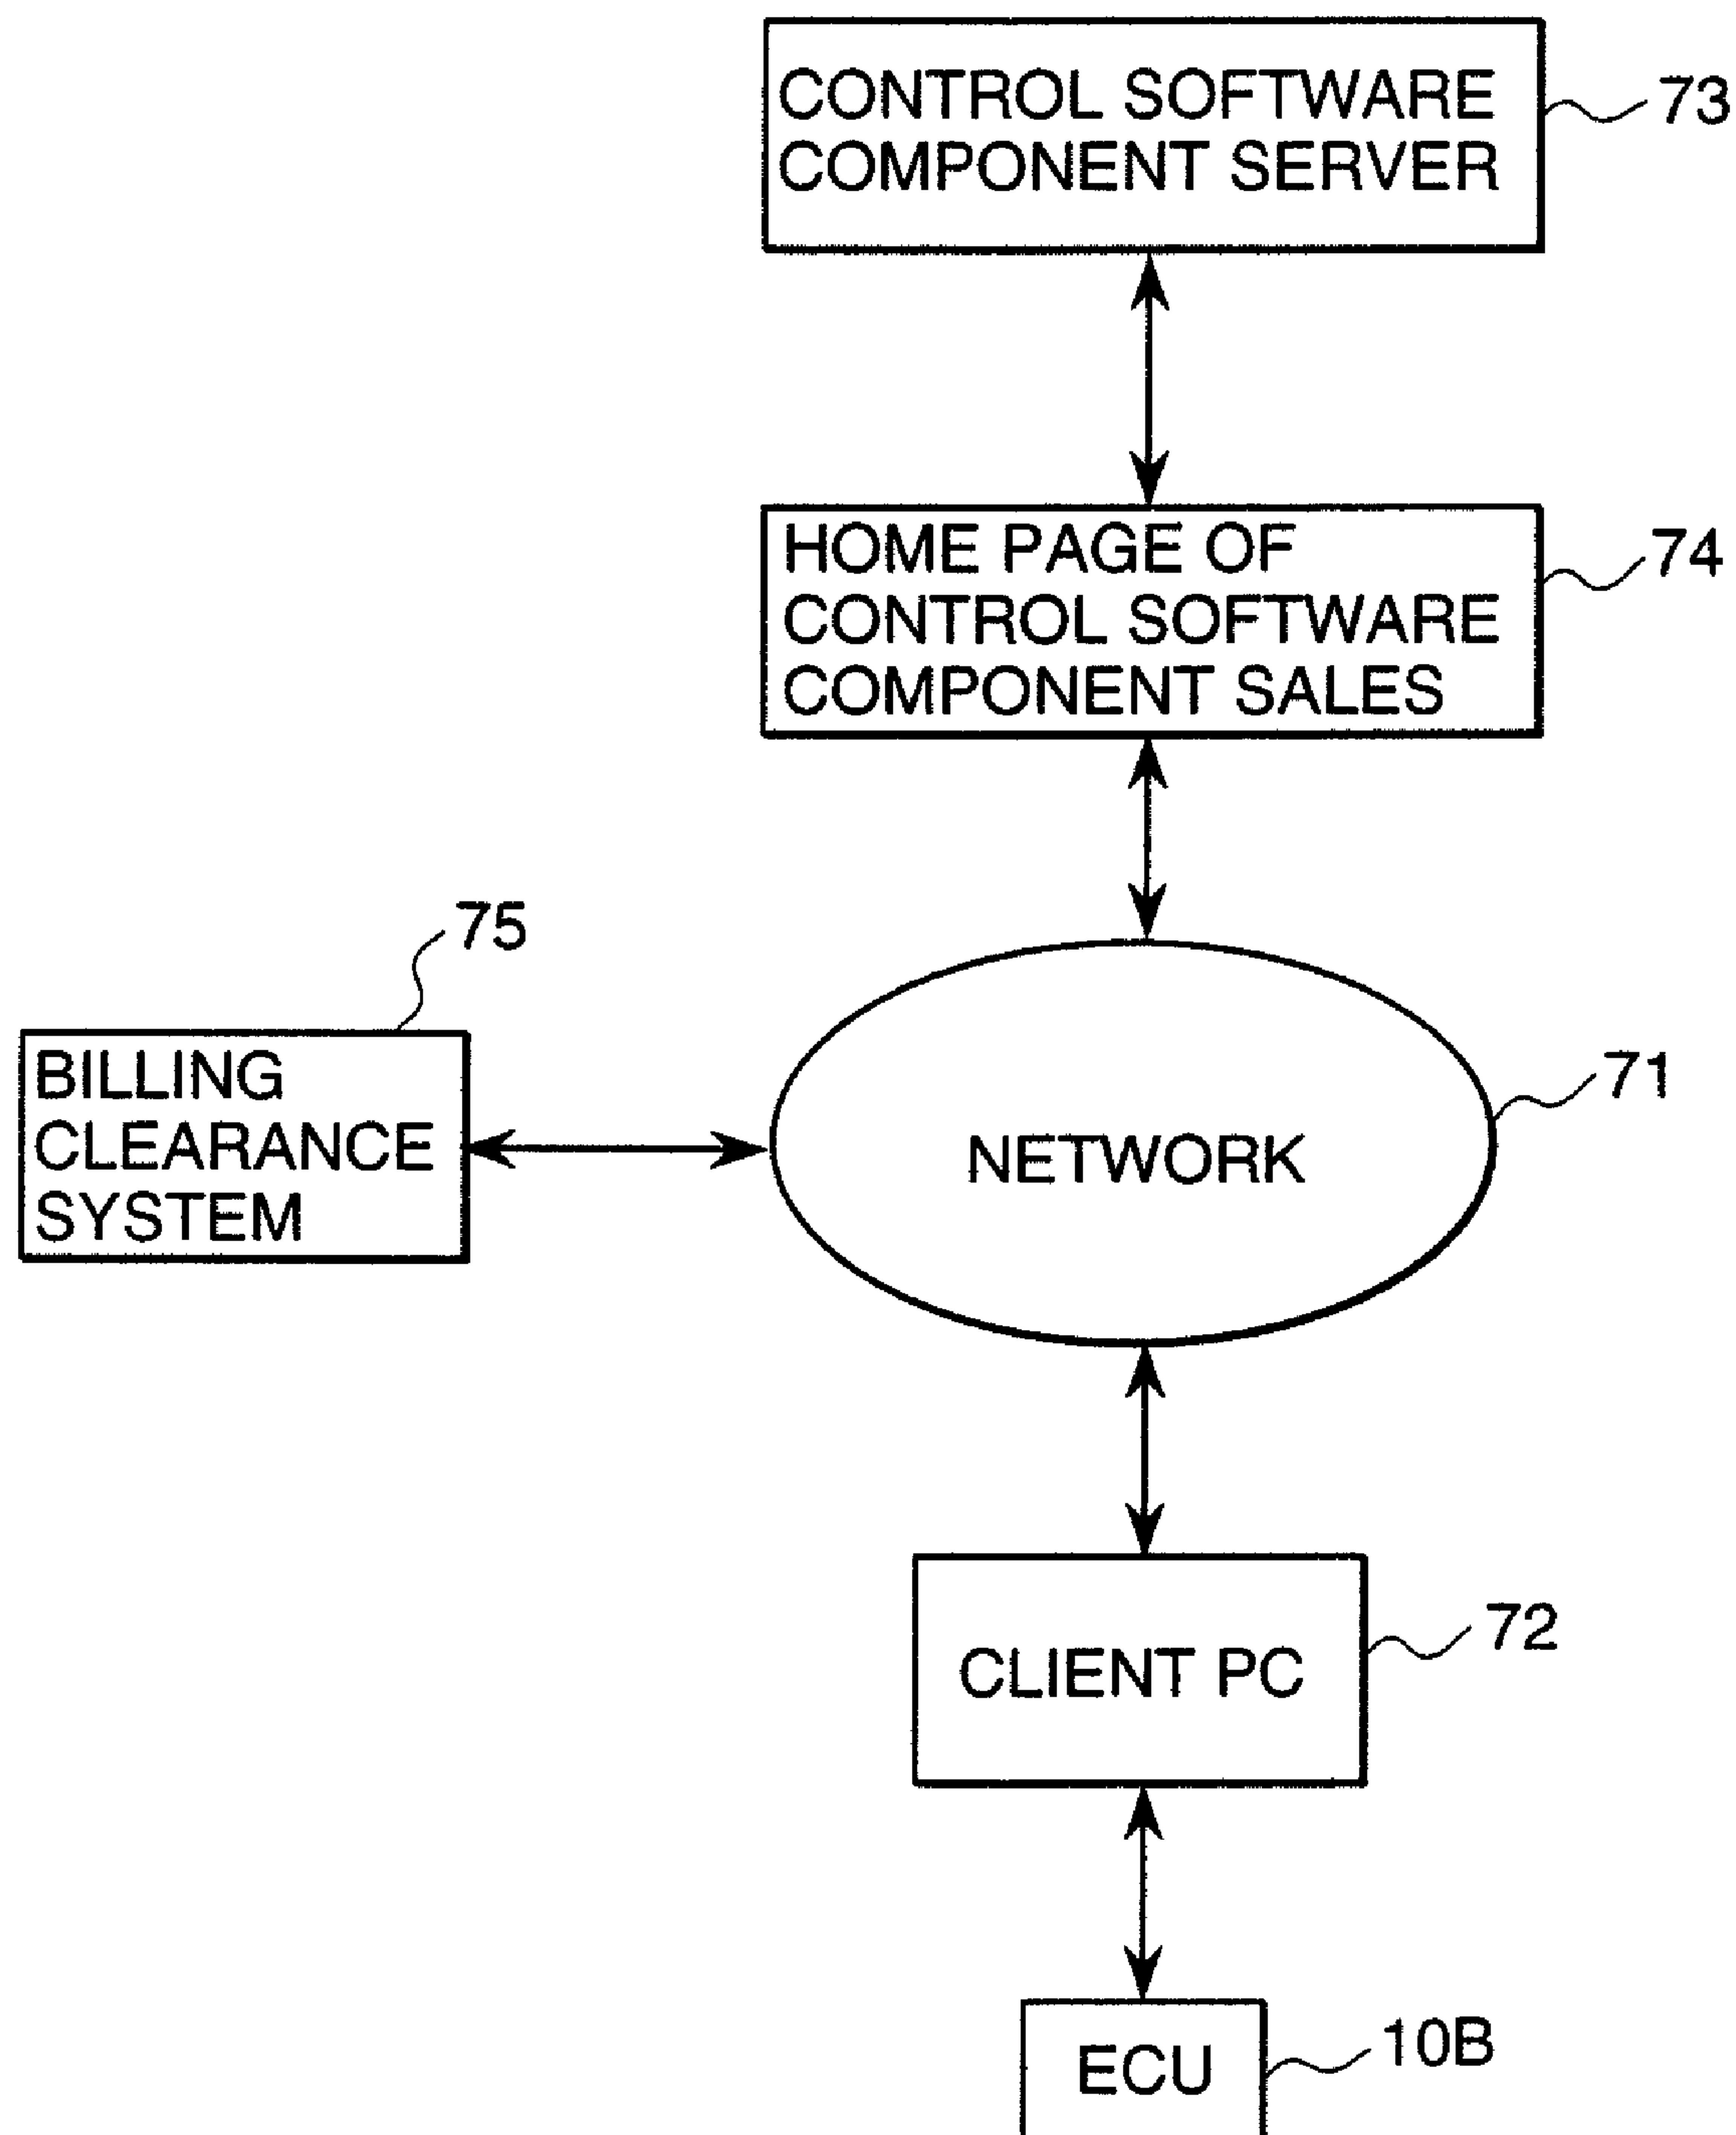 CONTROL SOFTWARE
COMPONENT SERVER
73
HOME PAGE OF
CONTROL SOFTWARE
COMPONENT SALES
74
75
BILLING
CLEARANCE
SYSTEM
NETWORK
71
CLIENT PC
72
ECU
10B